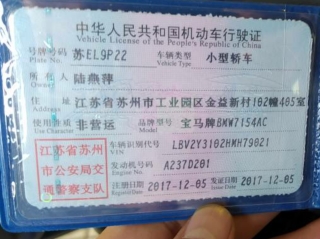 中华人民共和国机动车行驶证
Vehicle License of the People's Republic of China
号牌号码 Plate No. 苏EL9P22 车辆类型 Vehicle Type 小型轿车
所有人 Owner 陆燕萍
住址 Address 江苏省苏州市工业园区金益新村102幢405室
使用性质 Use Character 非营运 品牌型号 Model 宝马牌BMW7154AC
江苏省苏州市公安局交通警察支队
车辆识别代号 VIN LBV2Y3102HMH79021
发动机号码 Engine No. A237D201
注册日期 Register Date 2017-12-05 发证日期 Issue Date 2017-12-05